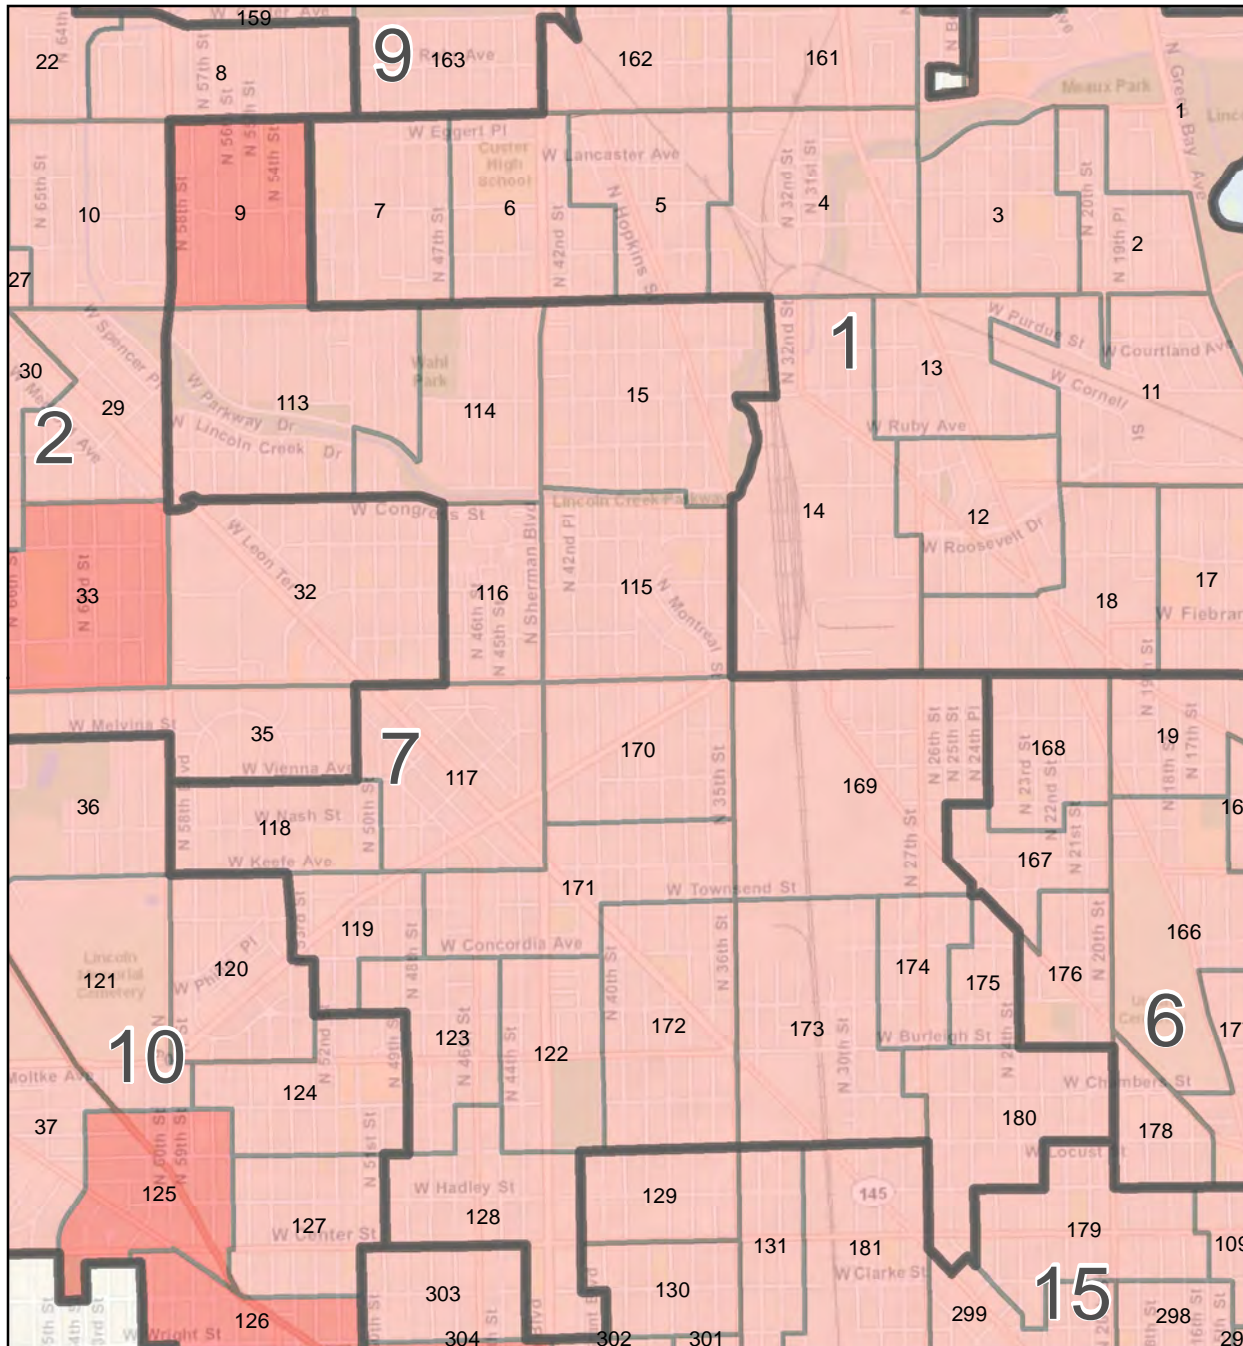 159
9
22
N 64th
8
N 57th St
163
Ruby Ave
162
161
Meaux Park
N Green Bay Ave
1
N 56th St
N 54th St
W Eggert Pl
Custer
High
School
W Lancaster Ave
N 32nd St
N 31st St
N 65th St
10
N 58th St
9
7
6
5
4
3
N 20th St
N 19th Pl
2
N 47th St
N 42nd St
N Hopkins St
27
W Spencer Pl
30
29
2
113
W Parkway Dr
W Lincoln Creek Dr
Wahl
Park
114
15
N 32nd St
1
13
W Purdue St
W Courtland Ave
W Cornell St
11
W Ruby Ave
W Congress St
Lincoln Creek Parkway
14
12
W Roosevelt Dr
W Leon Ter
33
N 63rd St
32
116
N 46th St
N 45th St
N Sherman Blvd
N 42nd Pl
115
N Montreal St
18
17
W Fiebran
N 19th St
W Melvina St
35
W Vienna Ave
7
117
170
N 35th St
169
N 26th St
N 25th St
N 24th Pl
168
N 23rd St
N 22nd St
N 21st St
19
N 18th St
N 17th St
36
N 58th Blvd
118
W Nash St
N 50th St
W Keefe Ave
N 27th St
167
16
171
W Townsend St
119
W Concordia Ave
N 48th St
Lincoln
Memorial
Cemetery
121
120
N 40th St
N 36th St
174
175
176
N 20th St
166
10
N 52nd
N 49th St
123
N 46th St
N 44th St
122
172
173
N 30th St
W Burleigh St
N 24th St
6
177
Moltke Ave
124
37
W Chambers St
180
178
W Locust St
N 60th St
N 59th St
125
N 51st St
127
W Center St
W Hadley St
128
129
145
131
181
W Clarke St
179
109
303
130
15
299
298
126
W Wright St
304
302
301